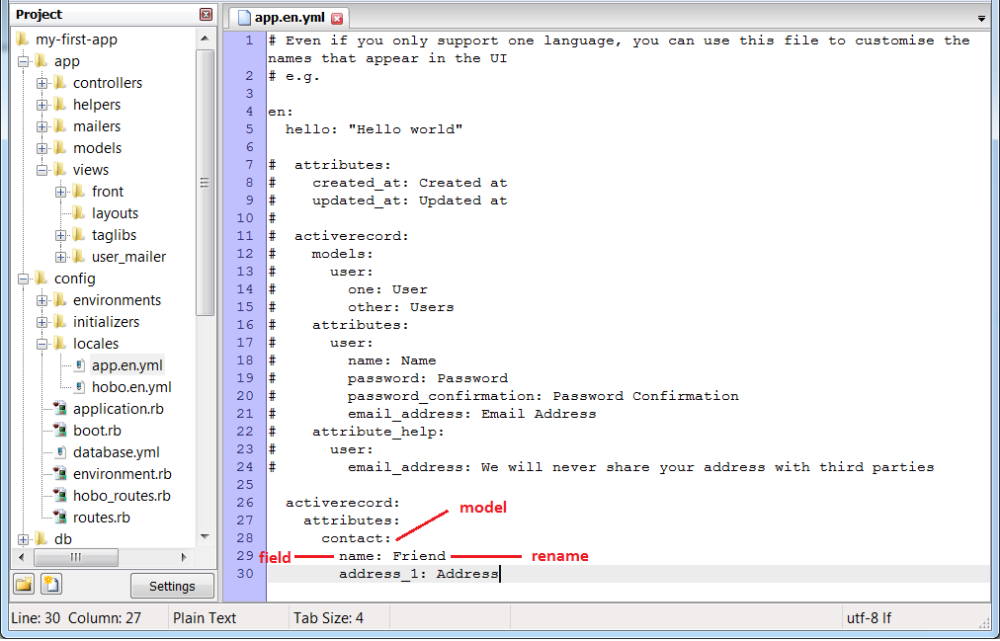 Project
my-first-app
app
controllers
helpers
mailers
models
views
front
layouts
taglibs
user_mailer
config
environments
initializers
locales
app.en.yml
hobo.en.yml
application.rb
boot.rb
database.yml
environment.rb
hobo_routes.rb
routes.rb
db
Settings
app.en.yml
1 # Even if you only support one language, you can use this file to customise the
names that appear in the UI
2 # e.g.
3
4 en:
5   hello: "Hello world"
6
7 #  attributes:
8 #    created_at: Created at
9 #    updated_at: Updated at
10 #
11 #  activerecord:
12 #    models:
13 #      user:
14 #        one: User
15 #        other: Users
16 #    attributes:
17 #      user:
18 #        name: Name
19 #        password: Password
20 #        password_confirmation: Password Confirmation
21 #        email_address: Email Address
22 #    attribute_help:
23 #      user:
24 #        email_address: We will never share your address with third parties
25
26   activerecord:
model
27     attributes:
28       contact:
29 field name: Friend rename
30         address_1: Address
Line: 30 Column: 27 Plain Text Tab Size: 4 utf-8 lf